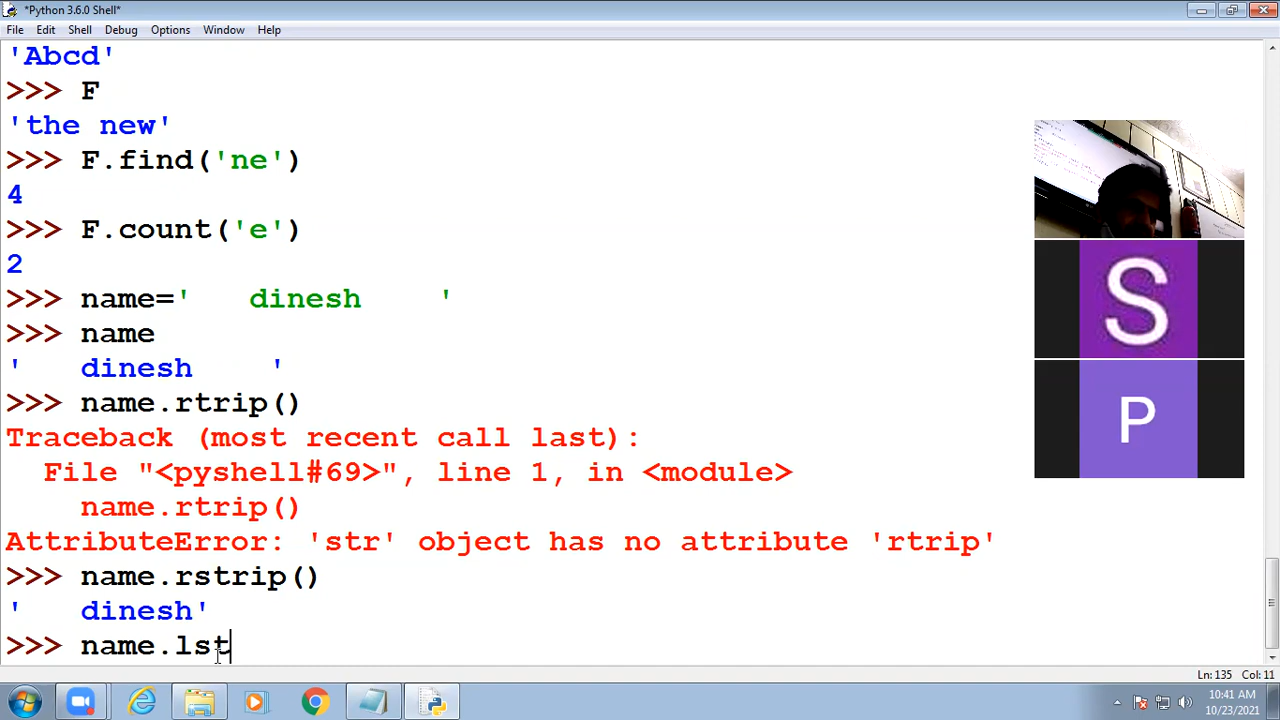 *Python 3.6.0 Shell*
File Edit Shell Debug Options Window Help
'Abcd'
>>> F
'the new'
>>> F.find('ne')
4
>>> F.count('e')
2
>>> name='   dinesh    '
>>> name
'   dinesh    '
>>> name.rtrip()
Traceback (most recent call last):
  File "<pyshell#69>", line 1, in <module>
    name.rtrip()
AttributeError: 'str' object has no attribute 'rtrip'
>>> name.rstrip()
'   dinesh'
>>> name.lst
S
P
Ln: 135 Col: 11
10:41 AM
10/23/2021